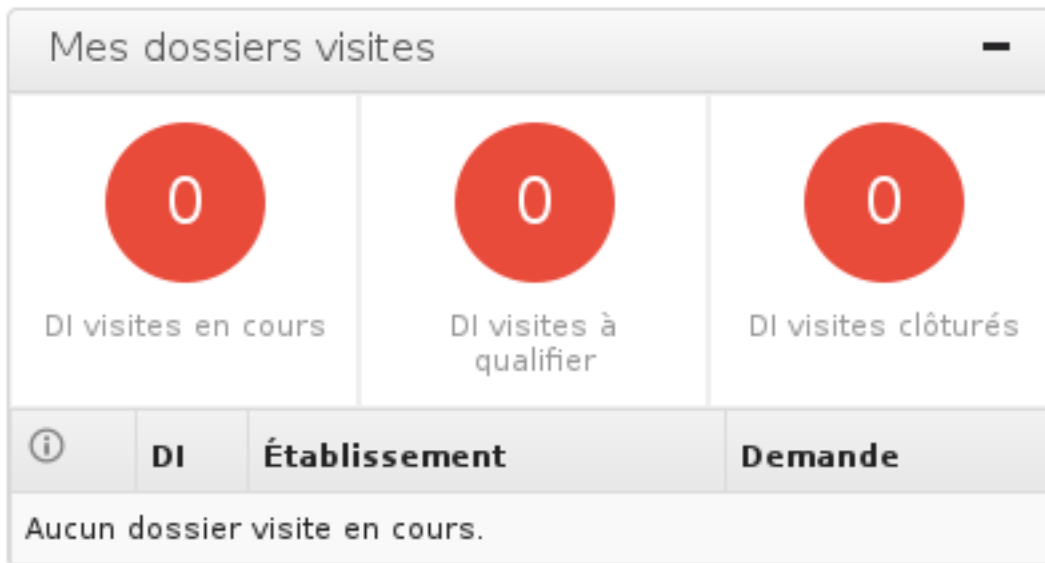 Mes dossiers visites
0 0 0
DI visites en cours
DI visites à
qualifier
DI visites clôturés
DI Établissement Demande
Aucun dossier visite en cours.